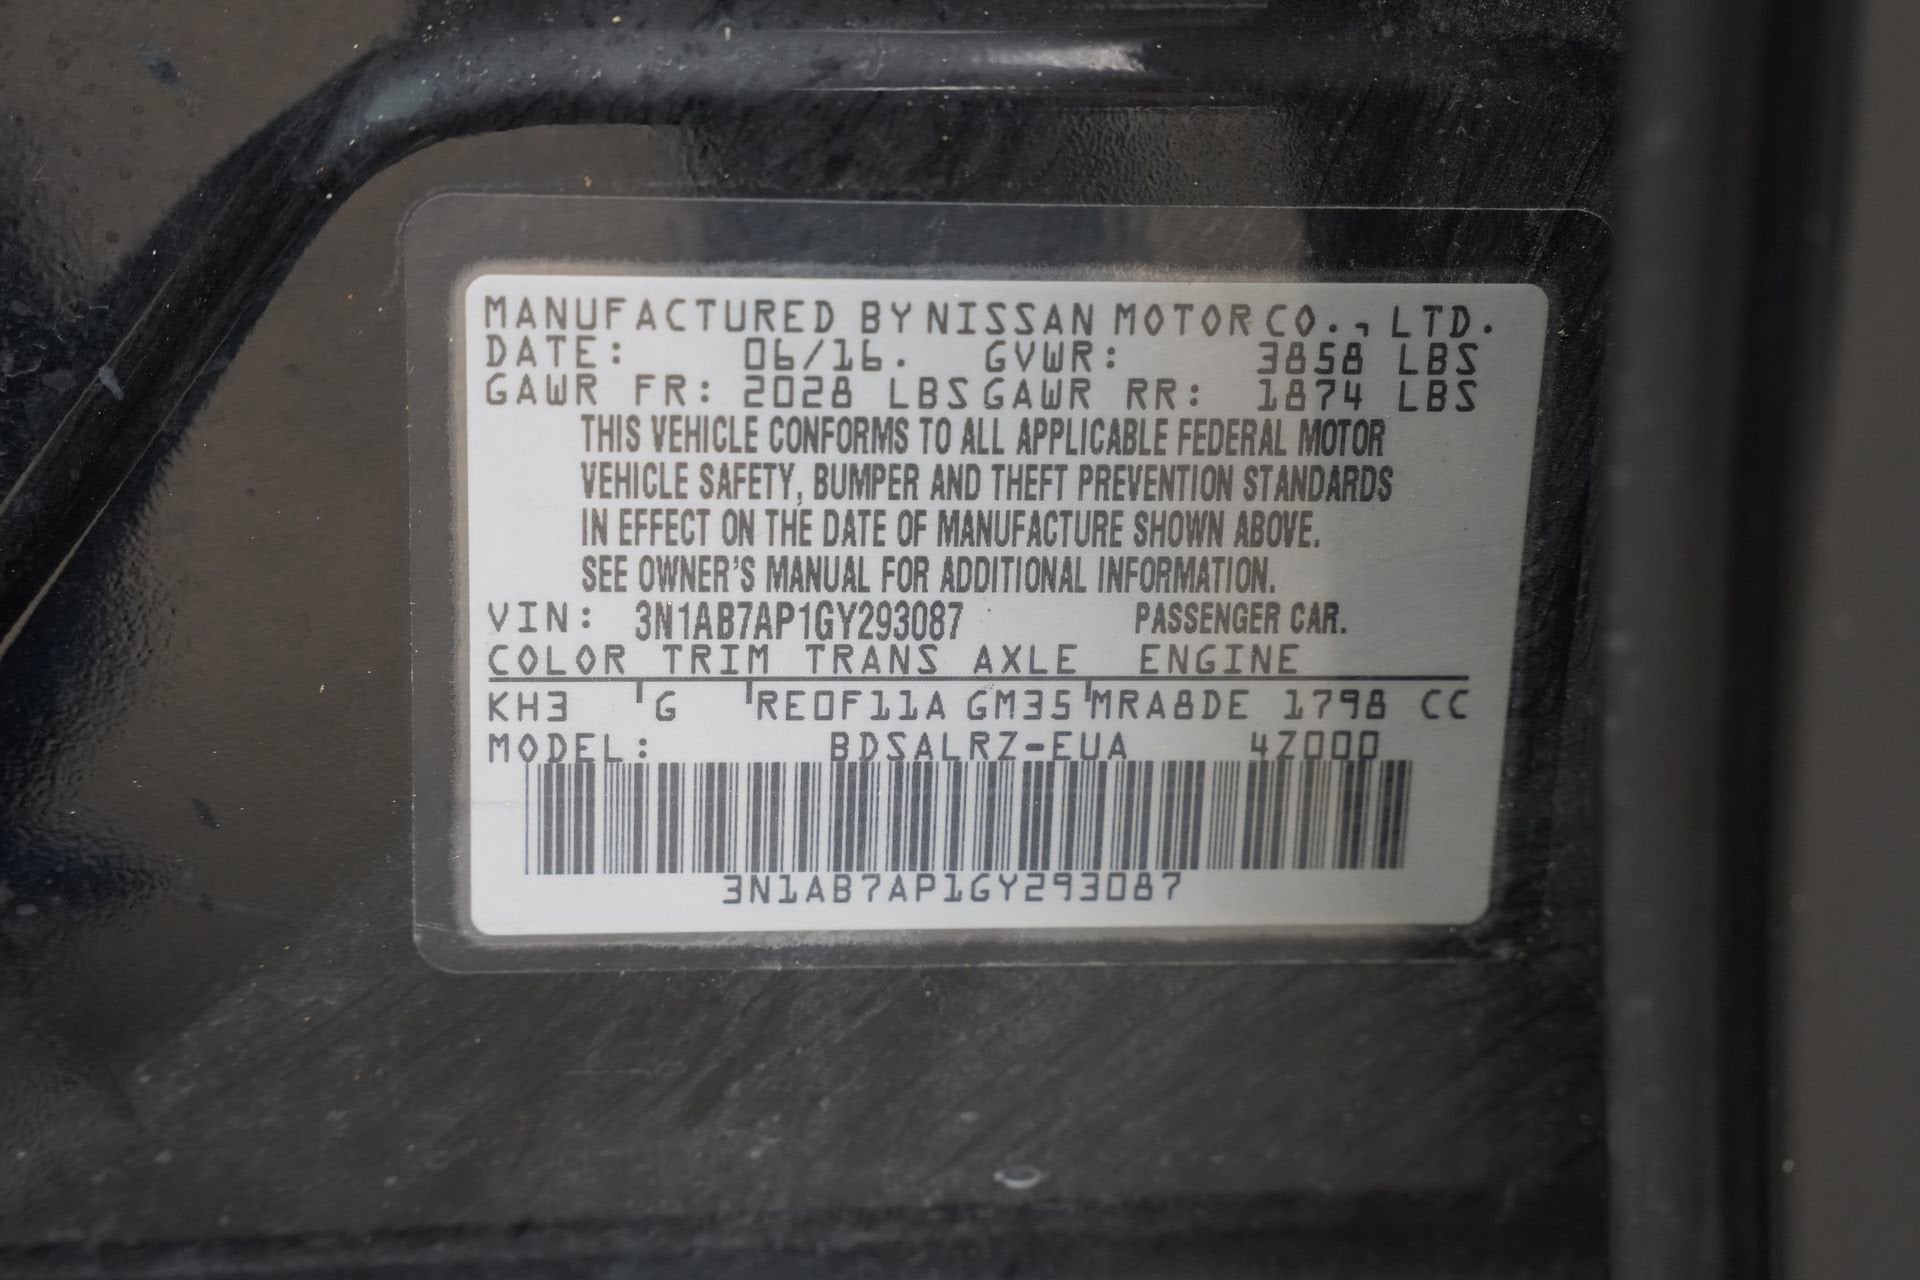 MANUFACTURED BY NISSAN MOTOR CO., LTD.
DATE: 06/16. GVWR: 3858 LBS
GAWR FR: 2028 LBS GAWR RR: 1874 LBS
THIS VEHICLE CONFORMS TO ALL APPLICABLE FEDERAL MOTOR
VEHICLE SAFETY, BUMPER AND THEFT PREVENTION STANDARDS
IN EFFECT ON THE DATE OF MANUFACTURE SHOWN ABOVE.
SEE OWNER'S MANUAL FOR ADDITIONAL INFORMATION.
VIN: 3N1AB7AP1GY293087 PASSENGER CAR.
COLOR TRIM TRANS AXLE ENGINE
KH3 G RE0F11A GM35 MRA8DE 1798 CC
MODEL: BDSALRZ-EUA 4Z000
3N1AB7AP1GY293087